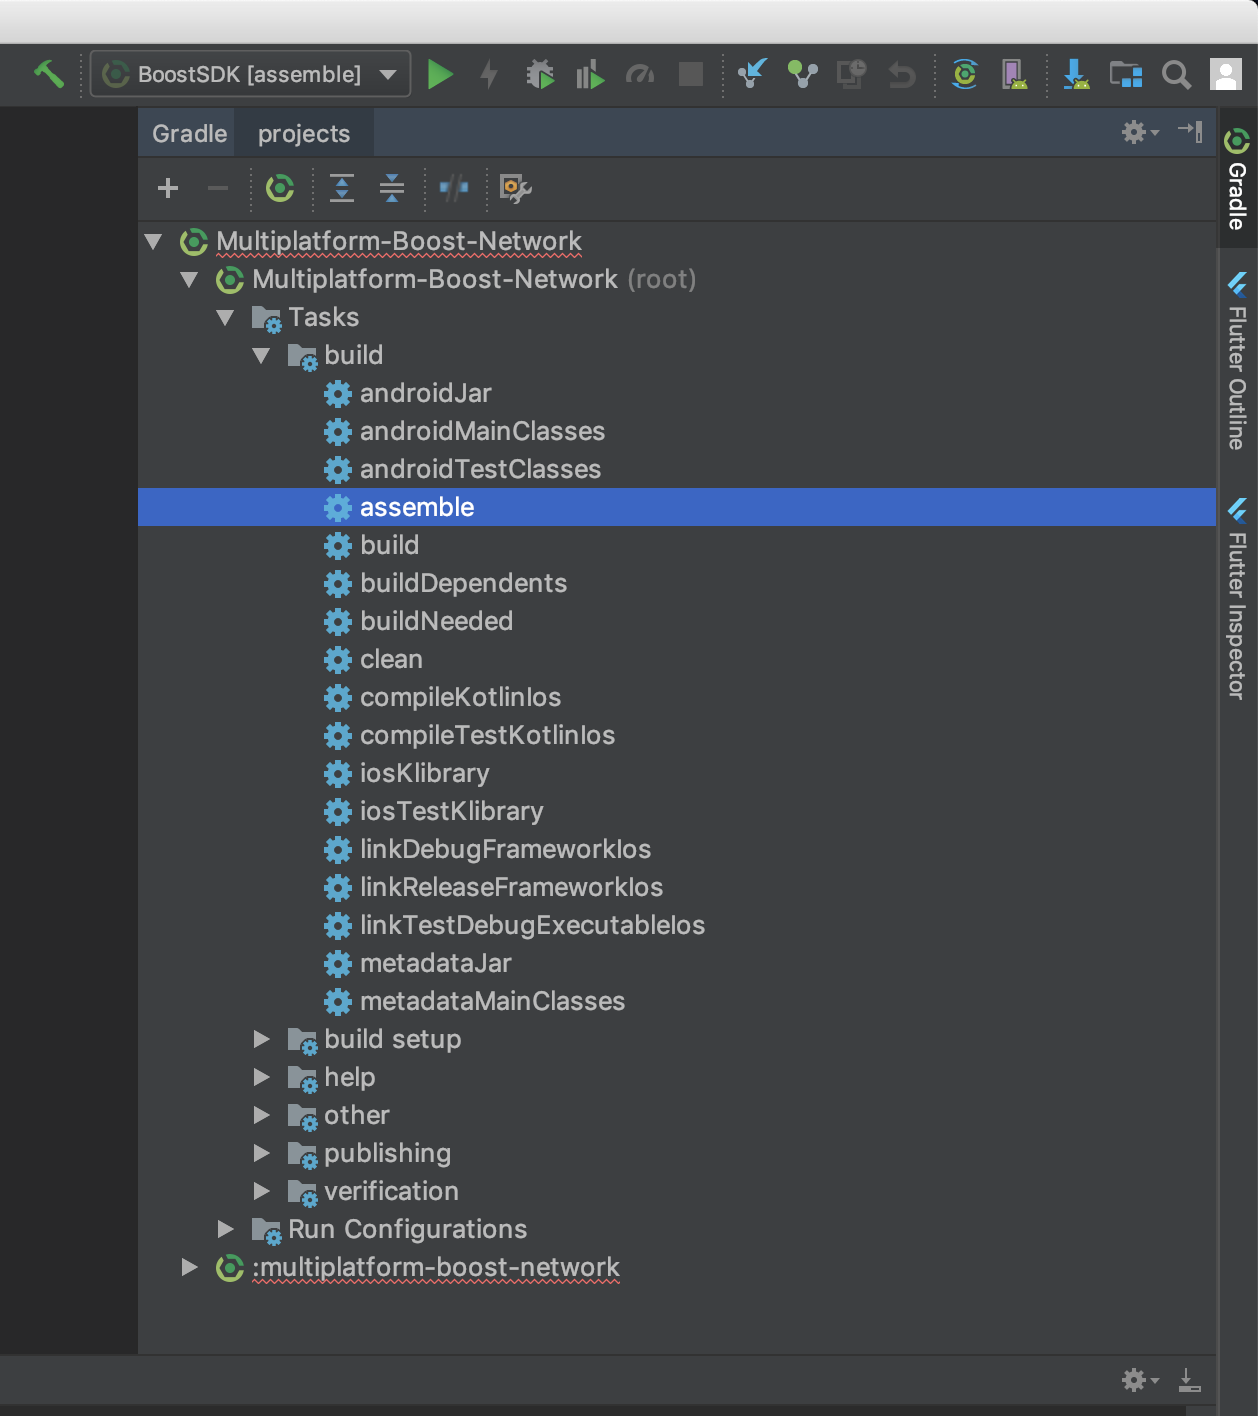 BoostSDK [assemble]
Gradle projects
Multiplatform-Boost-Network
Multiplatform-Boost-Network (root)
Tasks
build
androidJar
androidMainClasses
androidTestClasses
assemble
build
buildDependents
buildNeeded
clean
compileKotlinIos
compileTestKotlinIos
iosKlibrary
iosTestKlibrary
linkDebugFrameworkIos
linkReleaseFrameworkIos
linkTestDebugExecutableIos
metadataJar
metadataMainClasses
build setup
help
other
publishing
verification
Run Configurations
:multiplatform-boost-network
Gradle
Flutter Outline
Flutter Inspector